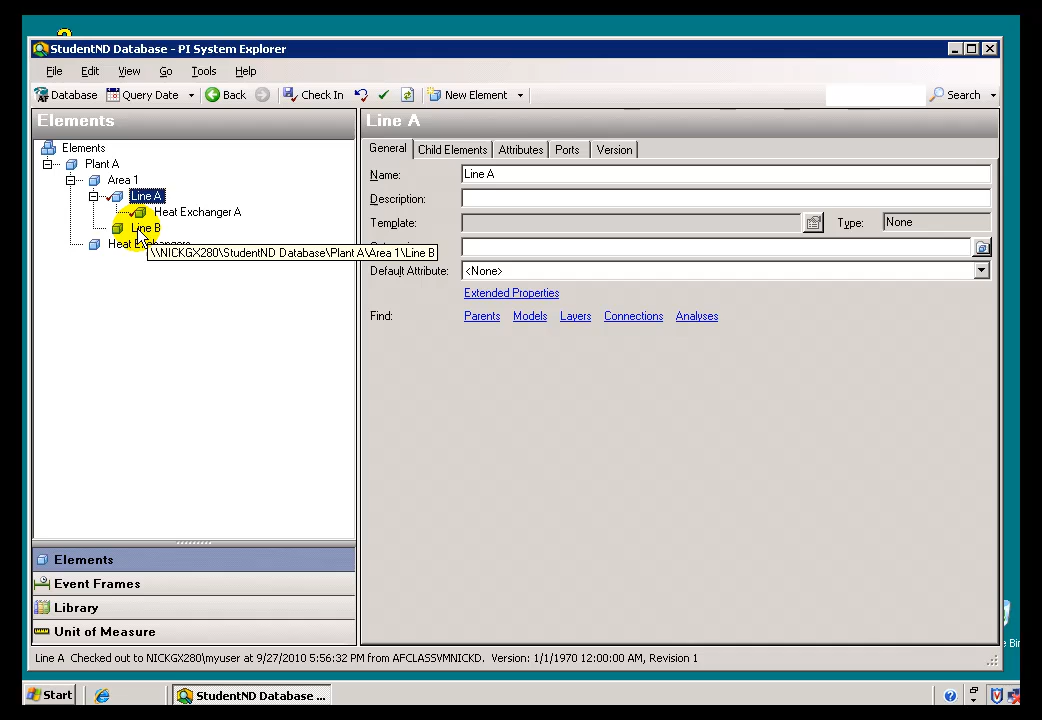 StudentND Database - PI System Explorer
File Edit View Go Tools Help
Database Query Date Back Check In New Element Search
Elements
Line A
Elements
Plant A
Area 1
Line A
Heat Exchanger A
Line B
\\NICKGX280\StudentND Database\Plant A\Area 1\Line B
General Child Elements Attributes Ports Version
Name: Line A
Description:
Template: Type: None
Default Attribute: <None>
Extended Properties
Find: Parents Models Layers Connections Analyses
Elements
Event Frames
Library
Unit of Measure
Line A Checked out to NICKGX280\myuser at 9/27/2010 5:56:32 PM from AFCLASSVMNICKD. Version: 1/1/1970 12:00:00 AM, Revision 1
Start StudentND Database ...